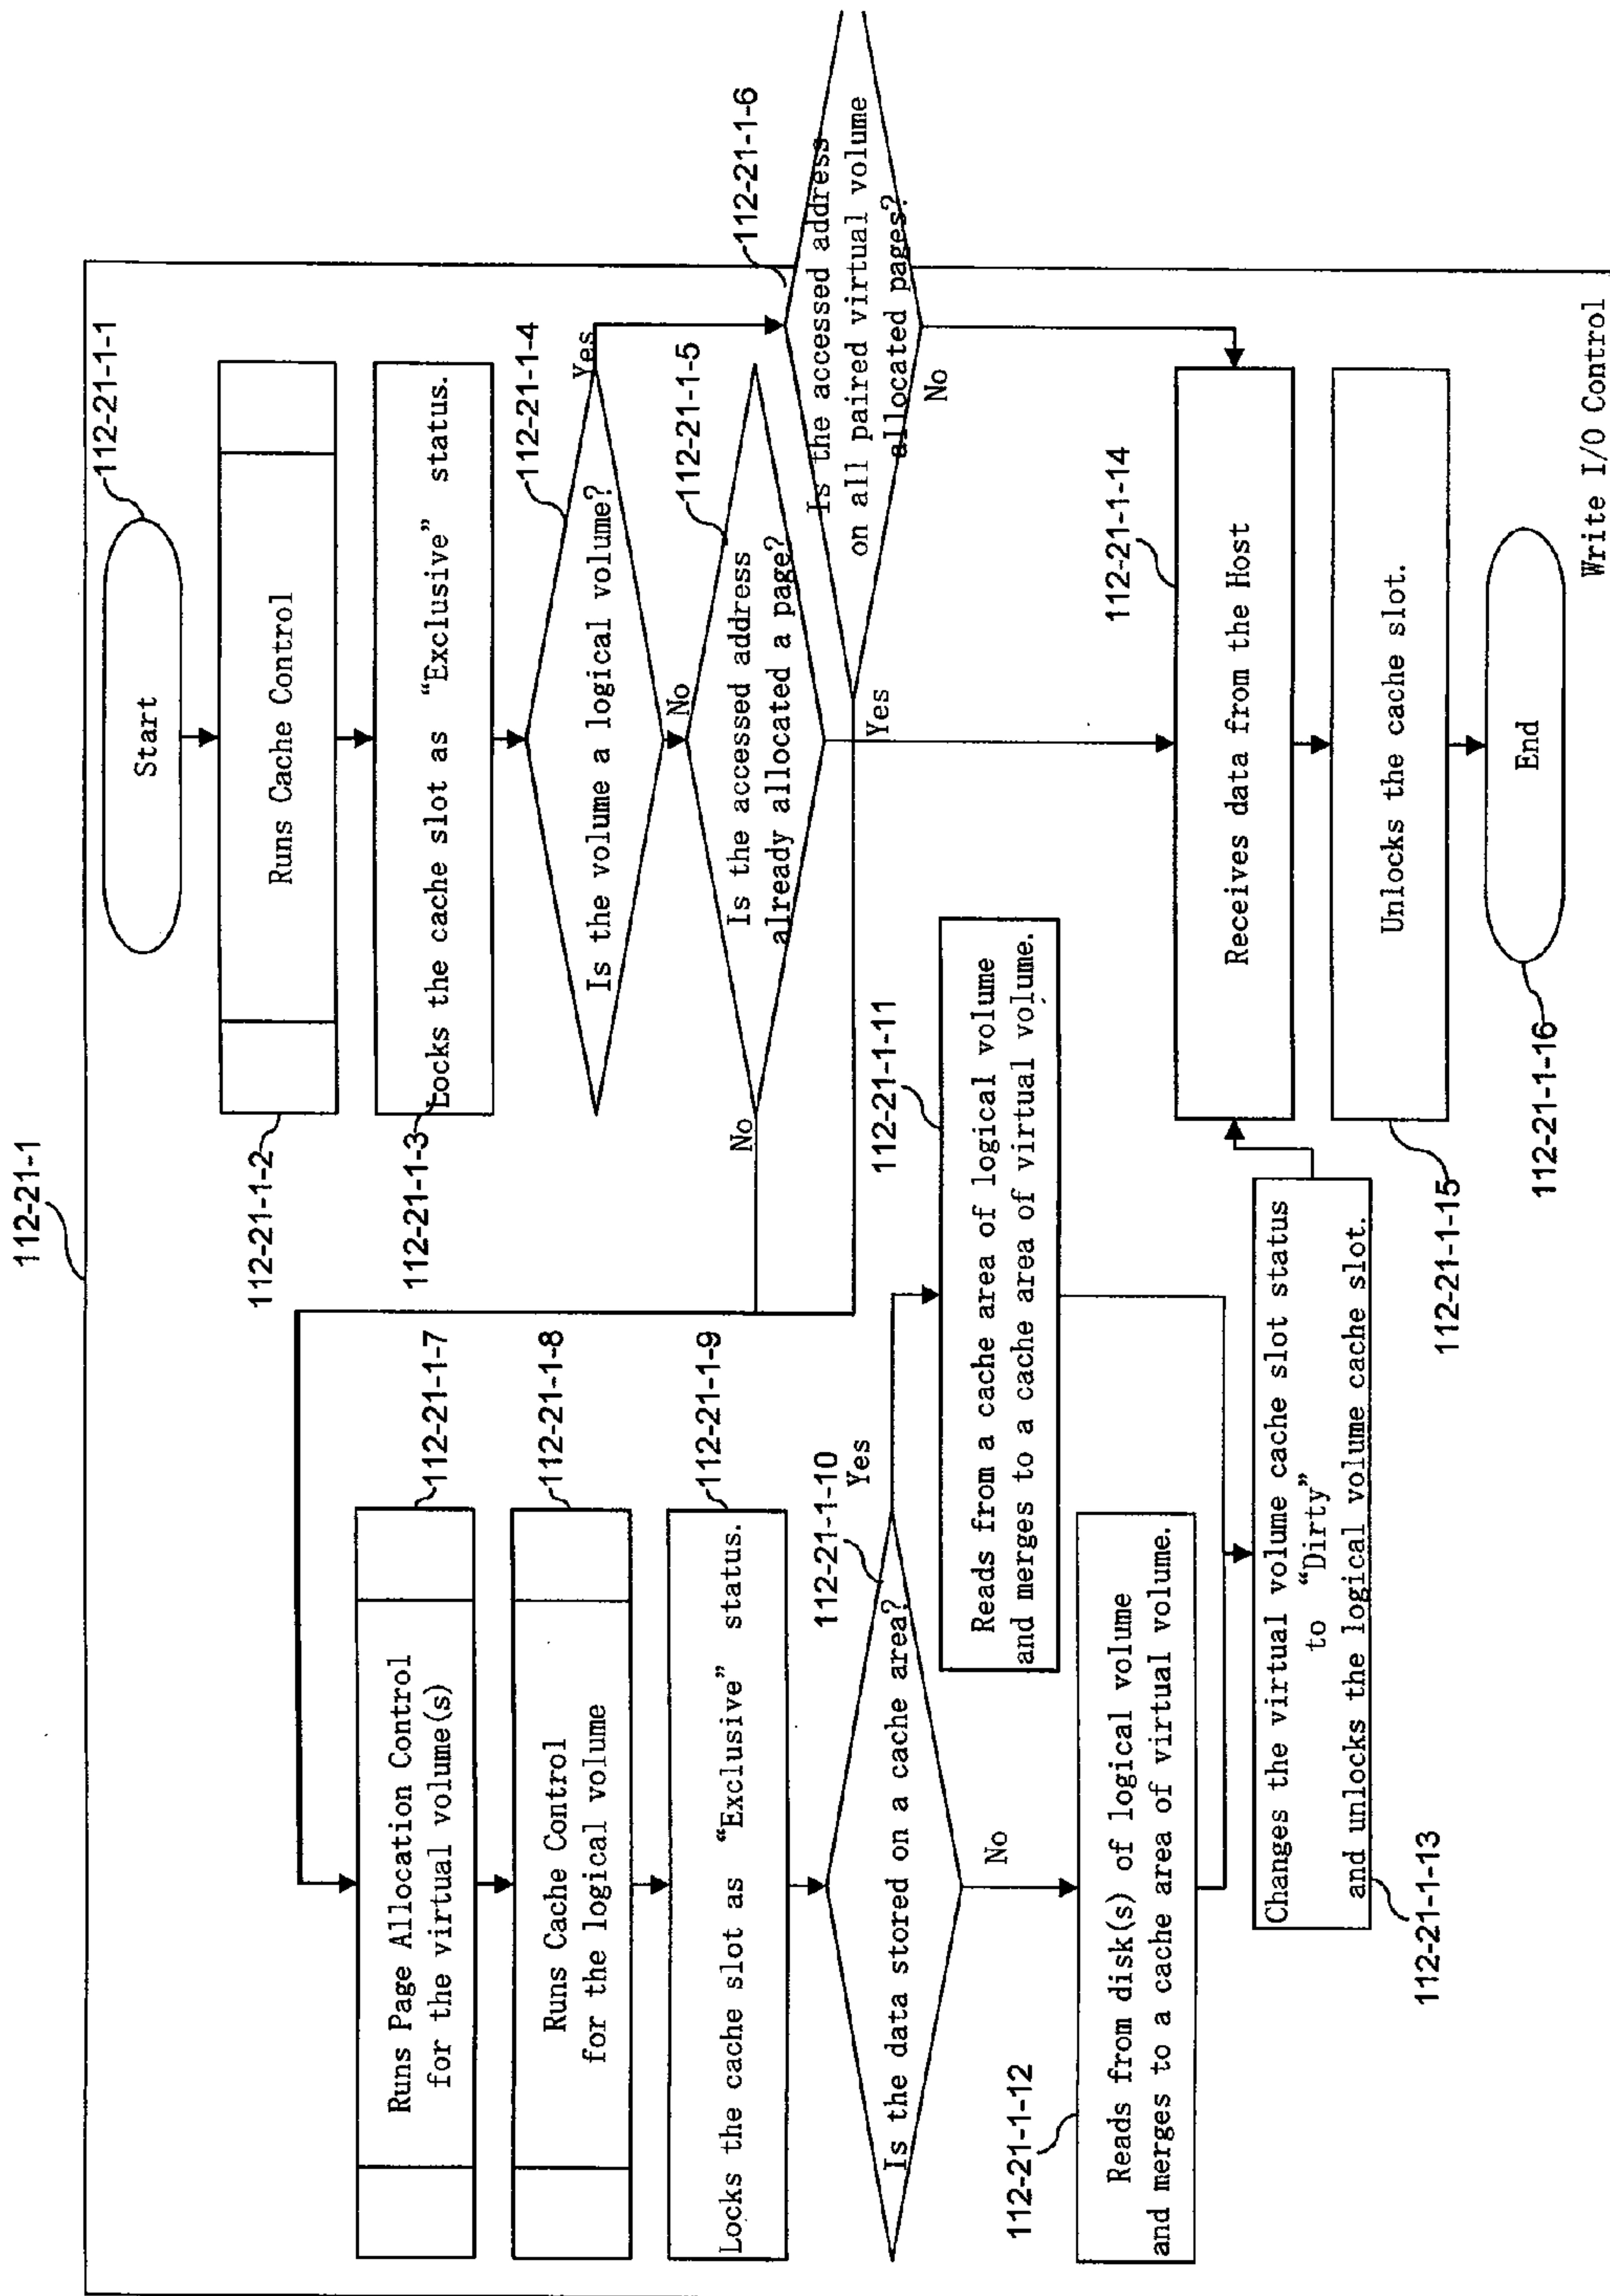 112-21-1
Start
112-21-1-1
Runs Cache Control
112-21-1-2
Locks the cache slot as "Exclusive" status.
112-21-1-3
Is the volume a logical volume?
112-21-1-4
Yes
No
Is the accessed address
already allocated a page?
112-21-1-5
No
Yes
Is the accessed address
on all paired virtual volume
allocated pages?
112-21-1-6
No
Runs Page Allocation Control
for the virtual volume(s)
112-21-1-7
Runs Cache Control
for the logical volume
112-21-1-8
Locks the cache slot as "Exclusive" status.
112-21-1-9
Is the data stored on a cache area?
112-21-1-10
Yes
No
Reads from a cache area of logical volume
and merges to a cache area of virtual volume.
112-21-1-11
Reads from disk(s) of logical volume
and merges to a cache area of virtual volume.
112-21-1-12
Changes the virtual volume cache slot status
to "Dirty"
and unlocks the logical volume cache slot.
112-21-1-13
Receives data from the Host
112-21-1-14
Unlocks the cache slot.
112-21-1-15
End
112-21-1-16
Write I/O Control